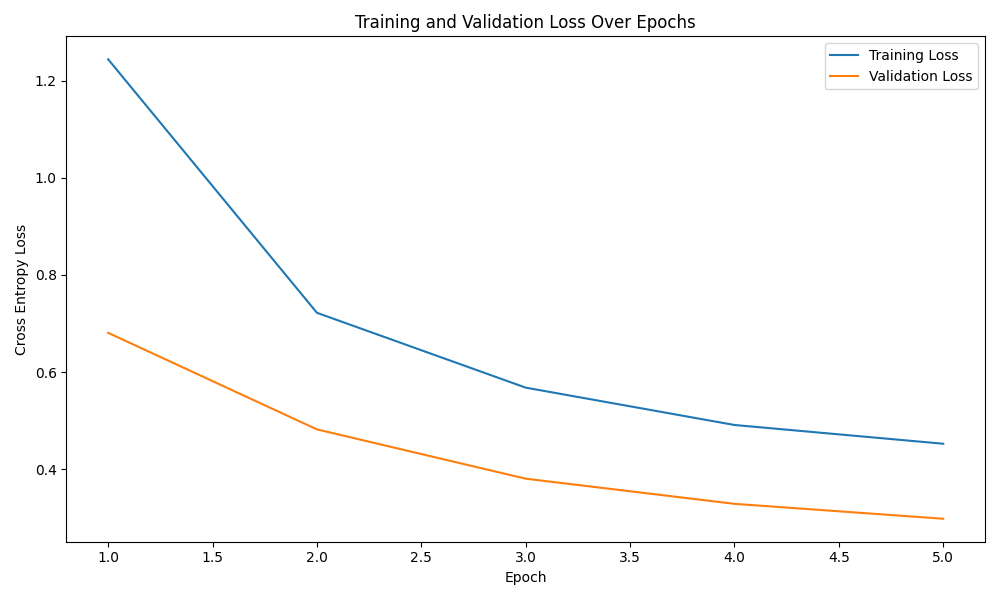 Training and Validation Loss Over Epochs
Training Loss
Validation Loss
Cross Entropy Loss
1.2
1.0
0.8
0.6
0.4
1.0 1.5 2.0 2.5 3.0 3.5 4.0 4.5 5.0
Epoch